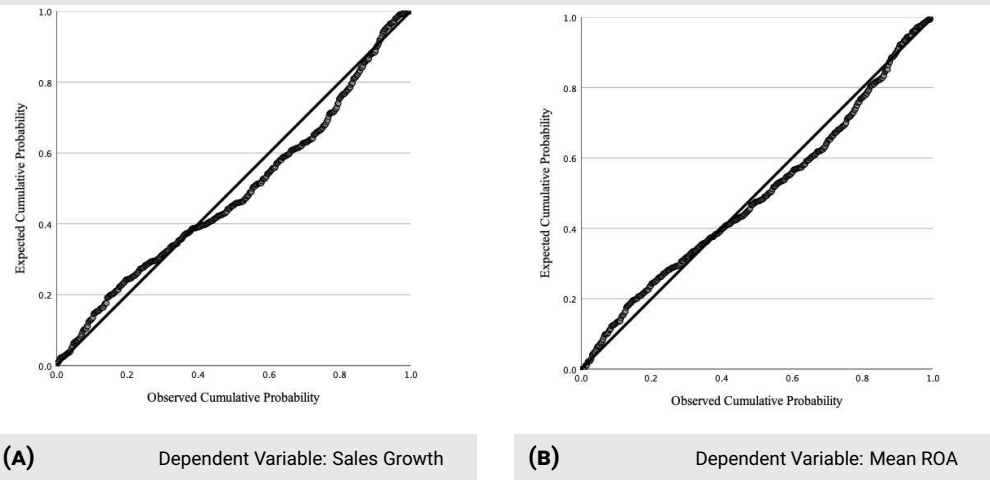 1.0
0.8
0.6
0.4
0.2
0.0
Expected Cumulative Probability
0.0 0.2 0.4 0.6 0.8 1.0
Observed Cumulative Probability
(A) Dependent Variable: Sales Growth
1.0
0.8
0.6
0.4
0.2
0.0
Expected Cumulative Probability
0.0 0.2 0.4 0.6 0.8 1.0
Observed Cumulative Probability
(B) Dependent Variable: Mean ROA